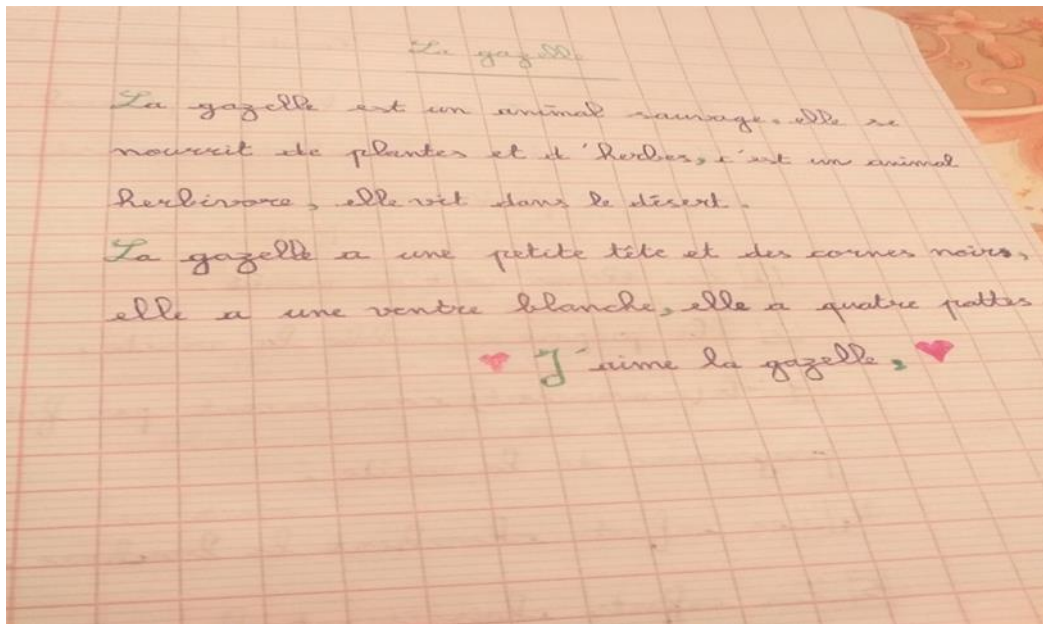 La gazelle
La gazelle est un animal sauvage. elle se
nourrit de plantes et d'herbes, c'est un animal
herbivore, elle vit dans le désert.
La gazelle a une petite tête et des cornes noirs,
elle a une ventre blanche, elle a quatre pattes
J'aime la gazelle,